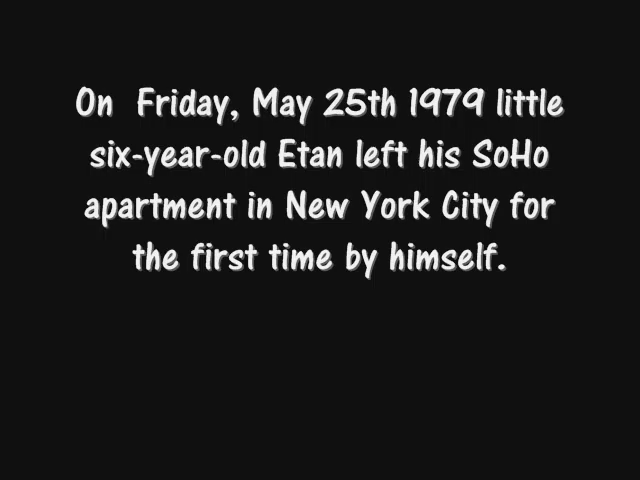 On Friday, May 25th 1979 little
six-year-old Etan left his SoHo
apartment in New York City for
the first time by himself.